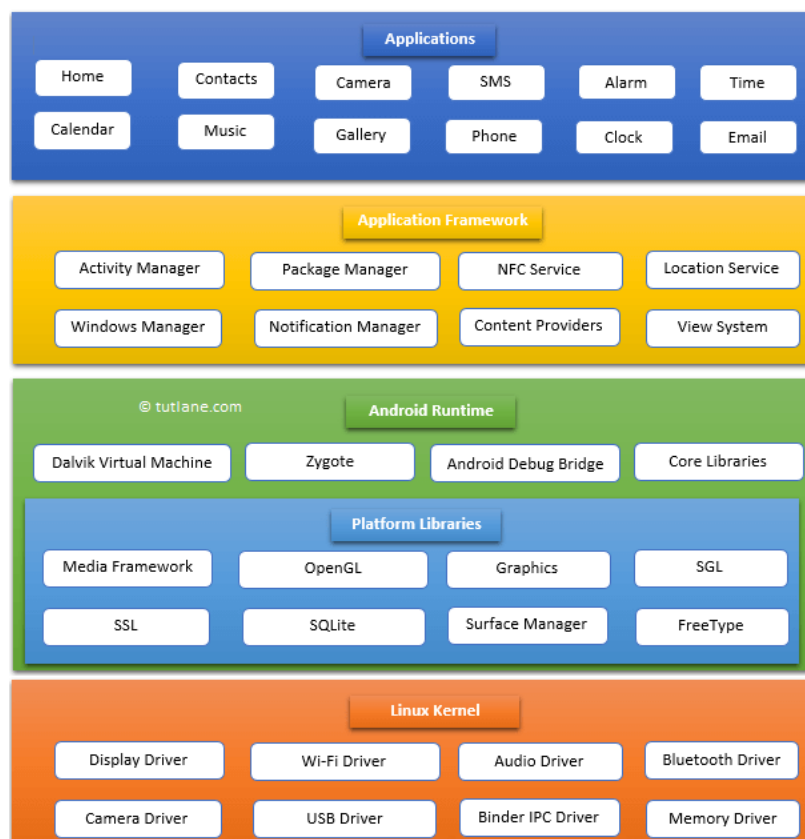 Applications
Home Contacts Camera SMS Alarm Time
Calendar Music Gallery Phone Clock Email
Application Framework
Activity Manager Package Manager NFC Service Location Service
Windows Manager Notification Manager Content Providers View System
© tutlane.com
Android Runtime
Dalvik Virtual Machine Zygote Android Debug Bridge Core Libraries
Platform Libraries
Media Framework OpenGL Graphics SGL
SSL SQLite Surface Manager FreeType
Linux Kernel
Display Driver Wi-Fi Driver Audio Driver Bluetooth Driver
Camera Driver USB Driver Binder IPC Driver Memory Driver